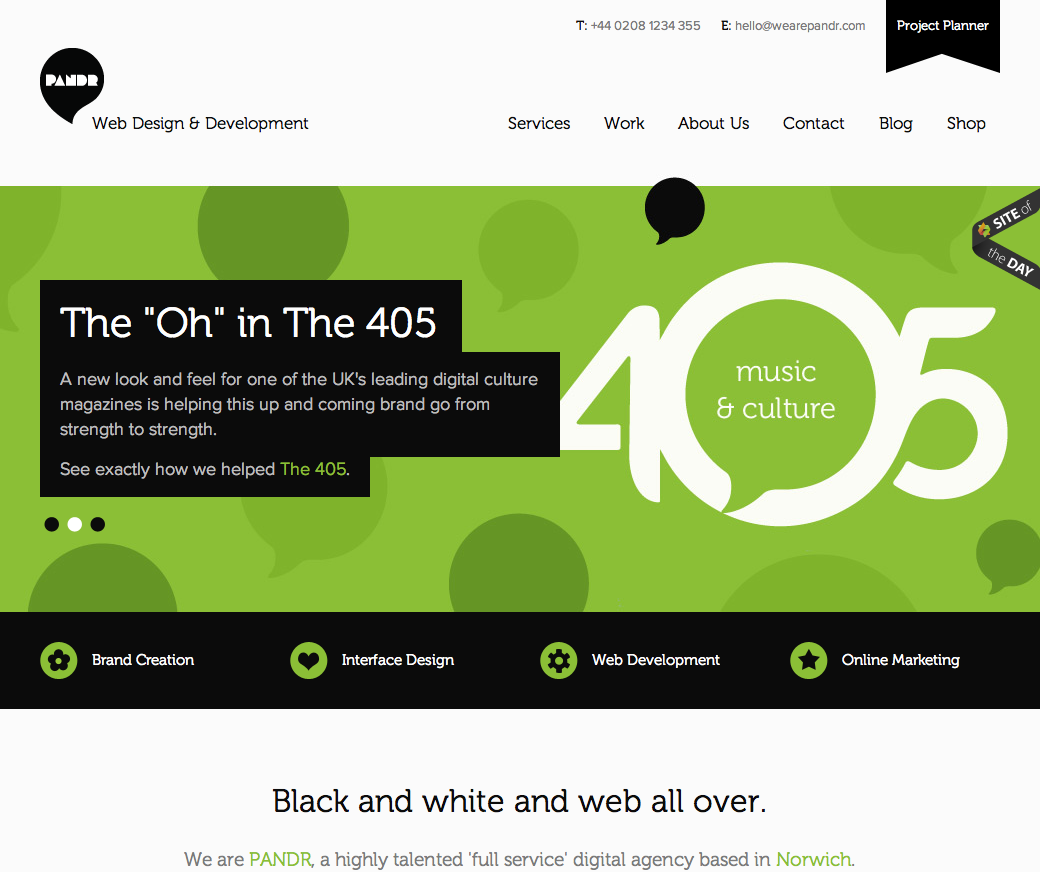 T: +44 0208 1234 355 E: hello@wearepandr.com
Project Planner
PANDR
Web Design & Development
Services Work About Us Contact Blog Shop
SITE of
the DAY
The "Oh" in The 405
A new look and feel for one of the UK's leading digital culture
magazines is helping this up and coming brand go from
strength to strength.
See exactly how we helped The 405.
405
music
& culture
Brand Creation Interface Design Web Development Online Marketing
Black and white and web all over.
We are PANDR, a highly talented 'full service' digital agency based in Norwich.